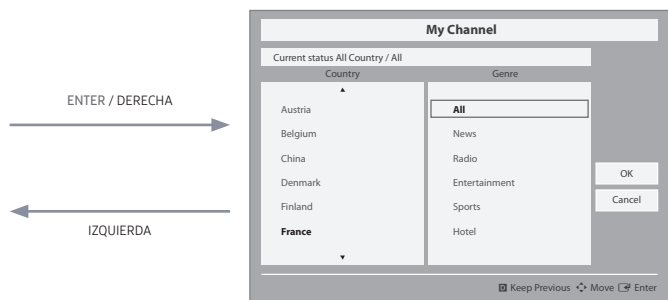 My Channel
Current status All Country / All
Country Genre
ENTER / DERECHA
Austria All
Belgium News
China Radio
Denmark Entertainment
OK
Finland Sports
Cancel
IZQUIERDA
France Hotel
D Keep Previous Move Enter